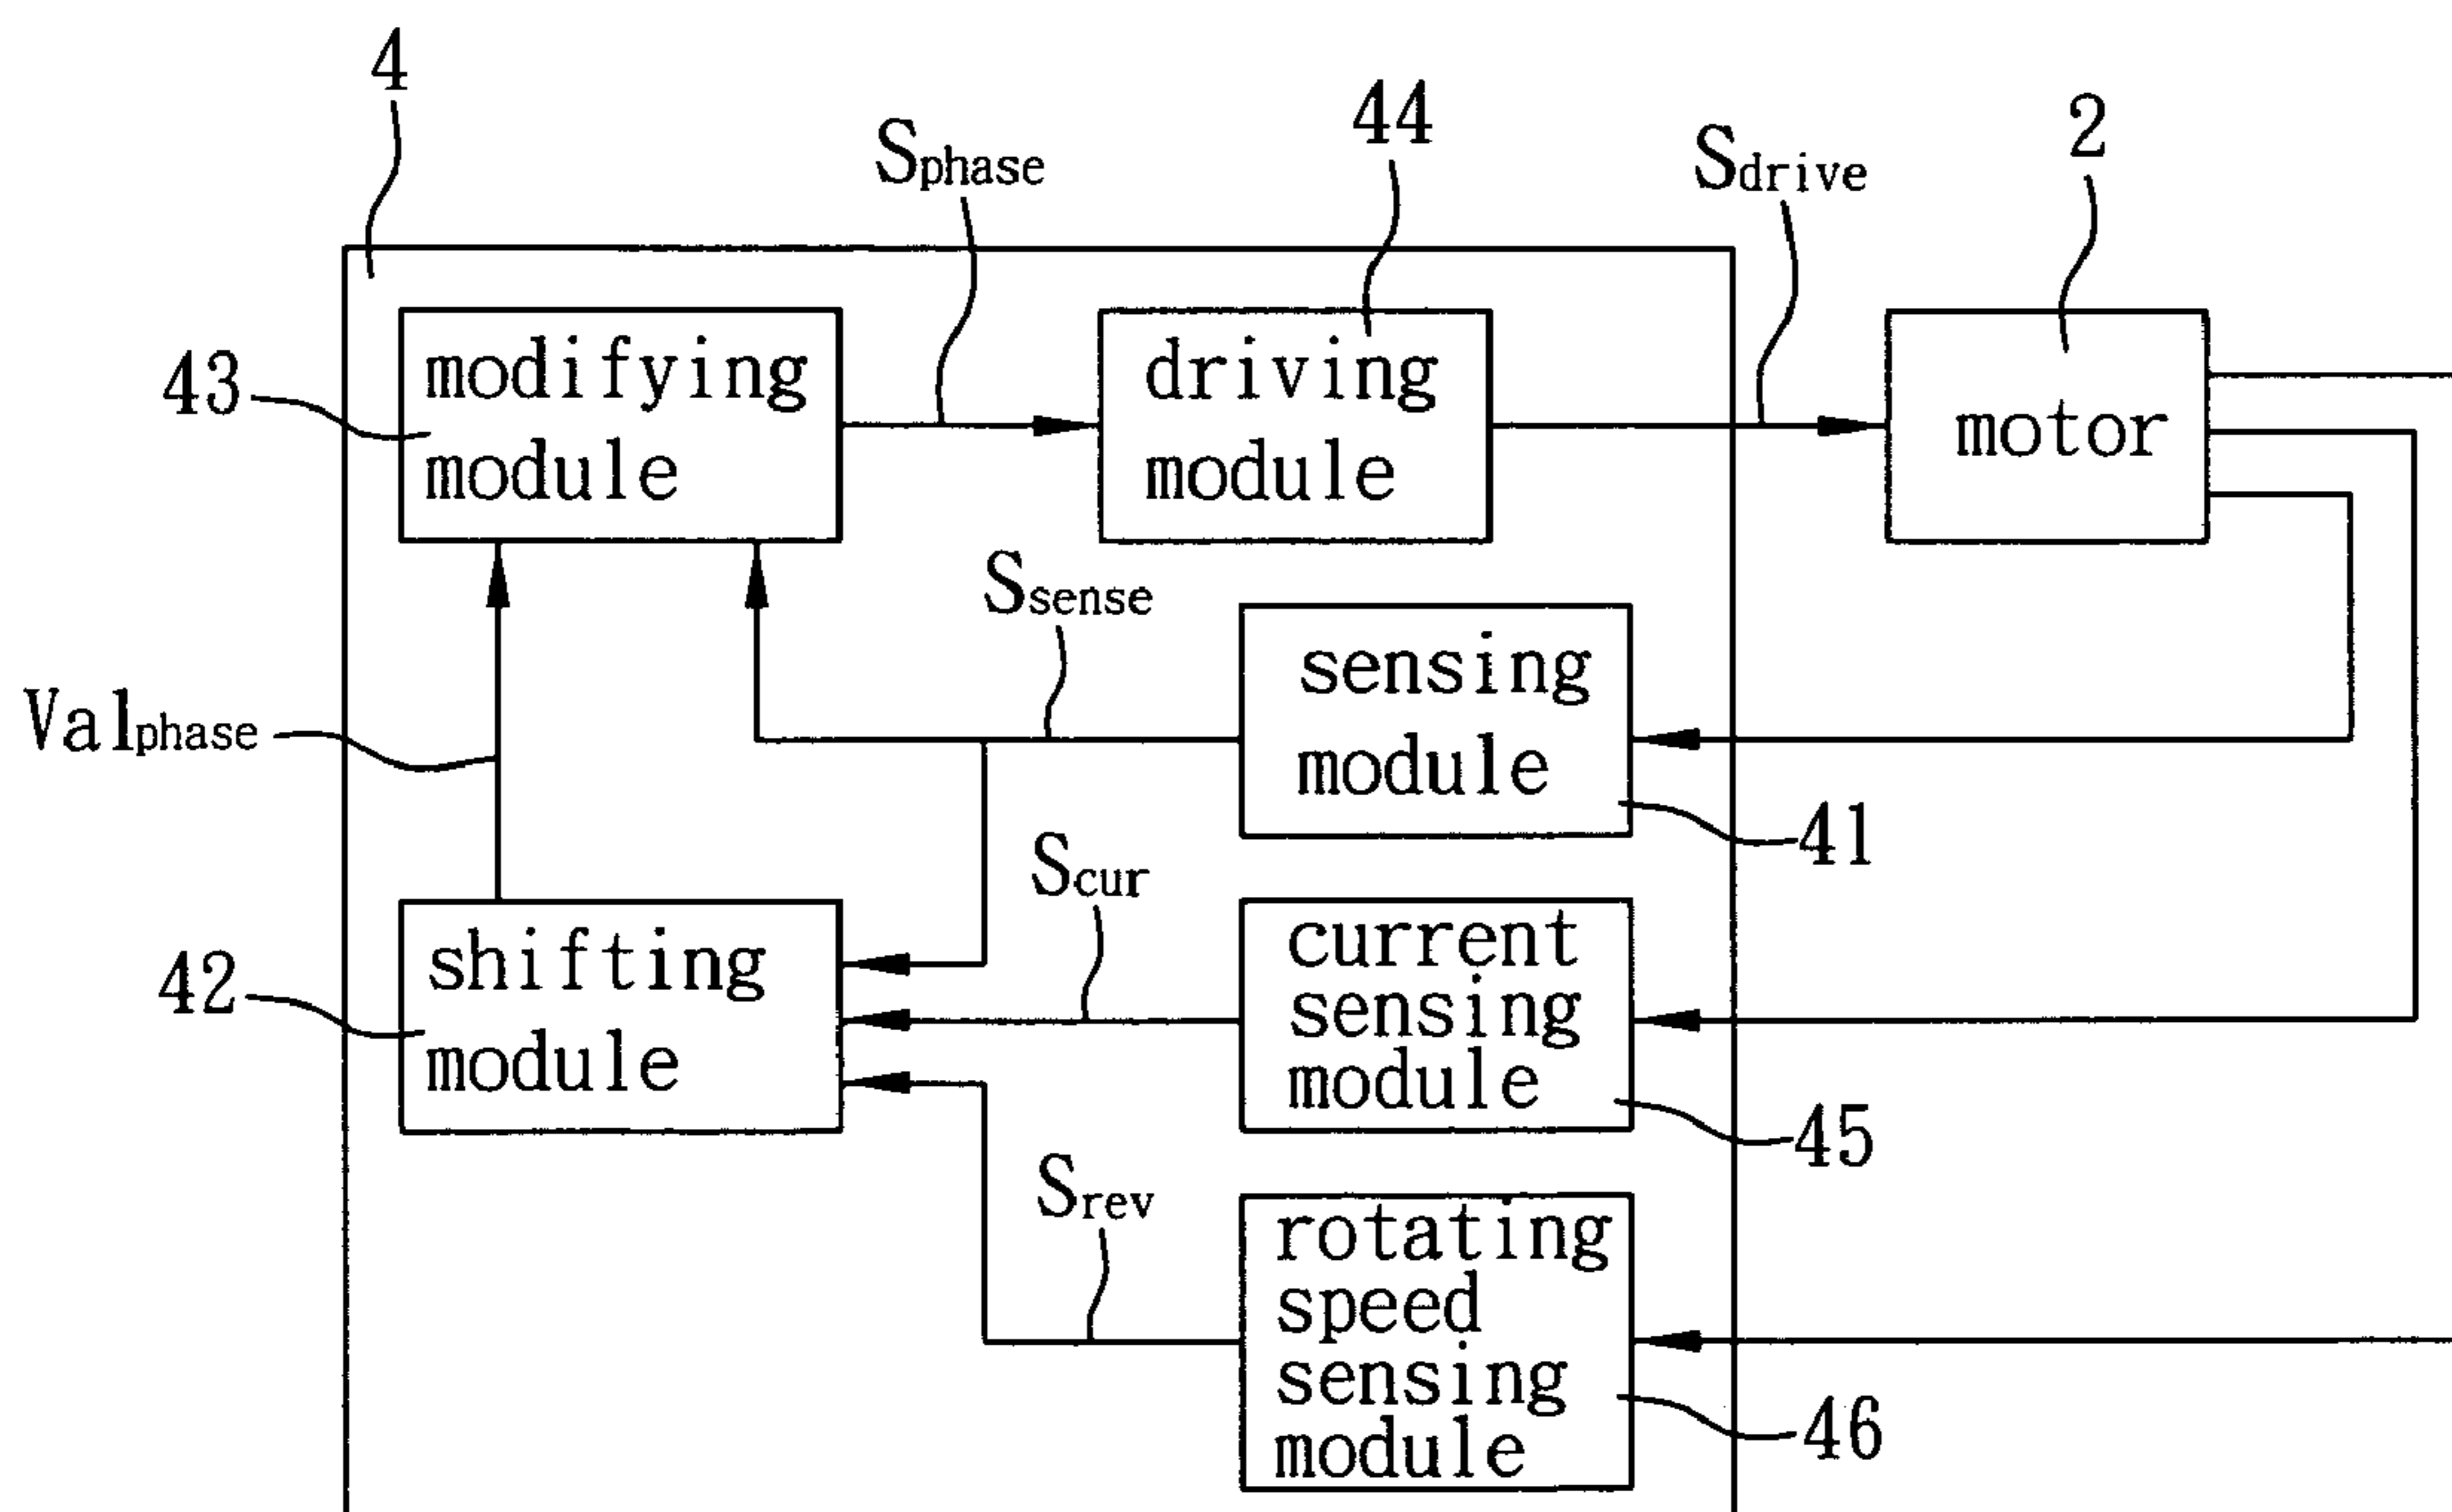 4
44
2
Sphase
Sdrive
43
modifying
module
driving
module
motor
Ssense
sensing
module
Valphase
41
Scur
42
shifting
module
current
sensing
module
45
Srev
rotating
speed
sensing
module
46